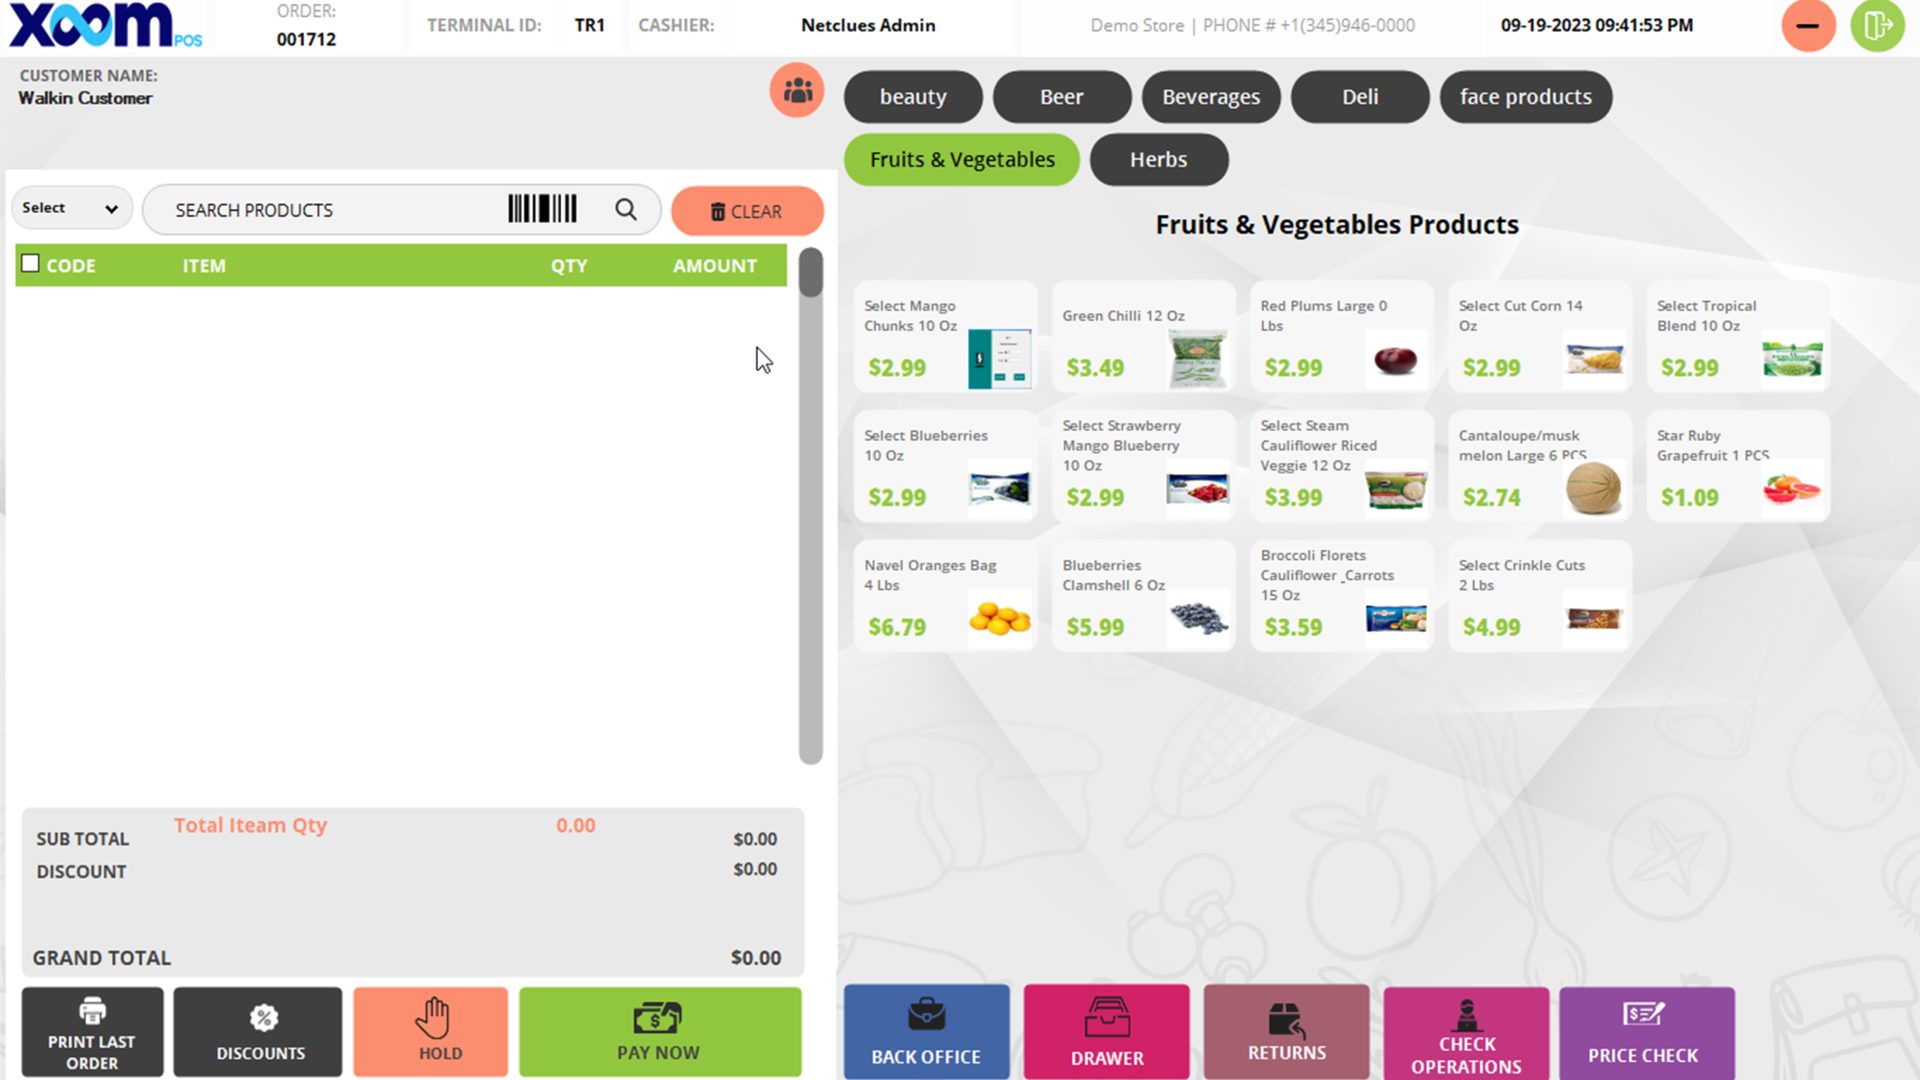 xoom POS
ORDER:
001712
TERMINAL ID: TR1 CASHIER: Netclues Admin
Demo Store | PHONE # +1(345)946-0000
09-19-2023 09:41:53 PM
CUSTOMER NAME:
Walkin Customer
Select
SEARCH PRODUCTS
CLEAR
CODE ITEM QTY AMOUNT
Total Iteam Qty 0.00
SUB TOTAL $0.00
DISCOUNT $0.00
GRAND TOTAL $0.00
PRINT LAST
ORDER
DISCOUNTS
HOLD
PAY NOW
beauty
Beer
Beverages
Deli
face products
Fruits & Vegetables
Herbs
Fruits & Vegetables Products
Select Mango
Chunks 10 Oz
$2.99
Green Chilli 12 Oz
$3.49
Red Plums Large 0
Lbs
$2.99
Select Cut Corn 14
Oz
$2.99
Select Tropical
Blend 10 Oz
$2.99
Select Blueberries
10 Oz
$2.99
Select Strawberry
Mango Blueberry
10 Oz
$2.99
Select Steam
Cauliflower Riced
Veggie 12 Oz
$3.99
Cantaloupe/musk
melon Large 6 PCS
$2.74
Star Ruby
Grapefruit 1 PCS
$1.09
Navel Oranges Bag
4 Lbs
$6.79
Blueberries
Clamshell 6 Oz
$5.99
Broccoli Florets
Cauliflower _Carrots
15 Oz
$3.59
Select Crinkle Cuts
2 Lbs
$4.99
BACK OFFICE
DRAWER
RETURNS
CHECK
OPERATIONS
PRICE CHECK